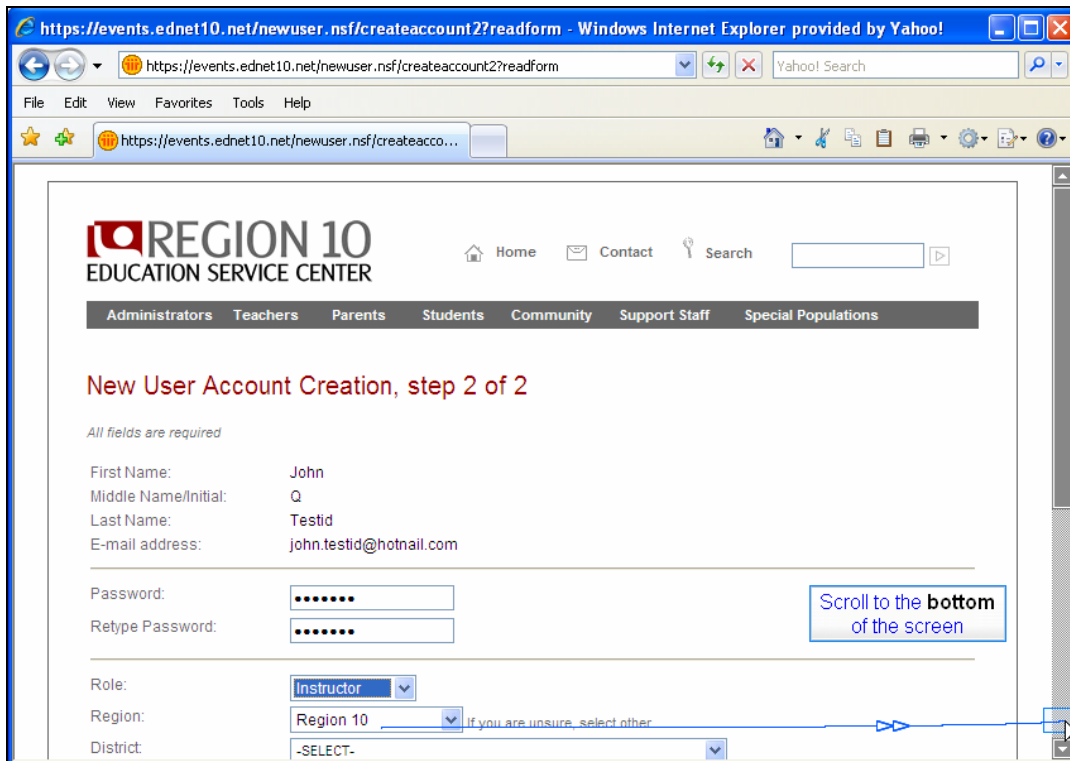 https://events.ednet10.net/newuser.nsf/createaccount2?readform - Windows Internet Explorer provided by Yahoo!
https://events.ednet10.net/newuser.nsf/createaccount2?readform
Yahoo! Search
File Edit View Favorites Tools Help
https://events.ednet10.net/newuser.nsf/createacco...
REGION 10
EDUCATION SERVICE CENTER
Home Contact Search
Administrators Teachers Parents Students Community Support Staff Special Populations
New User Account Creation, step 2 of 2
All fields are required
First Name: John
Middle Name/Initial: Q
Last Name: Testid
E-mail address: john.testid@hotnail.com
Password: •••••••
Retype Password: •••••••
Scroll to the bottom
of the screen
Role: Instructor
Region: Region 10 If you are unsure, select other
District: -SELECT-